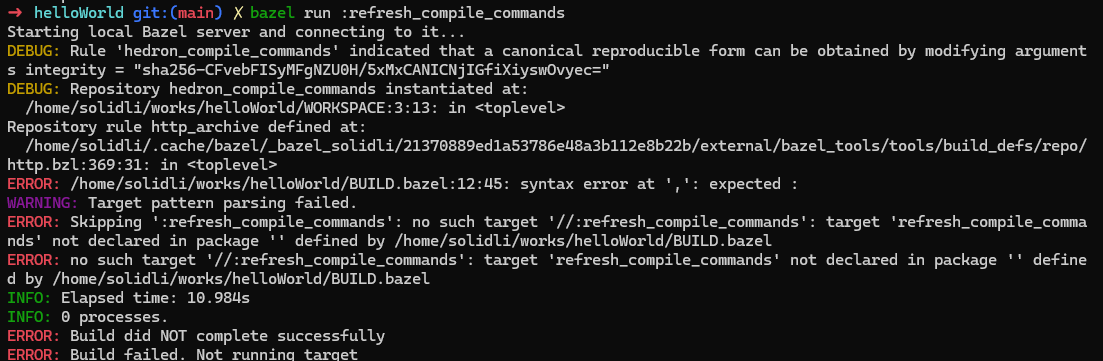 → helloWorld git:(main) ✗ bazel run :refresh_compile_commands
Starting local Bazel server and connecting to it...
DEBUG: Rule 'hedron_compile_commands' indicated that a canonical reproducible form can be obtained by modifying argument
s integrity = "sha256-CFvebFISyMFgNZU0H/5xMxCANICNjIGfiXiyswOvyec="
DEBUG: Repository hedron_compile_commands instantiated at:
  /home/solidli/works/helloWorld/WORKSPACE:3:13: in <toplevel>
Repository rule http_archive defined at:
  /home/solidli/.cache/bazel/_bazel_solidli/21370889ed1a53786e48a3b112e8b22b/external/bazel_tools/tools/build_defs/repo/
http.bzl:369:31: in <toplevel>
ERROR: /home/solidli/works/helloWorld/BUILD.bazel:12:45: syntax error at ',': expected :
WARNING: Target pattern parsing failed.
ERROR: Skipping ':refresh_compile_commands': no such target '//:refresh_compile_commands': target 'refresh_compile_comma
nds' not declared in package '' defined by /home/solidli/works/helloWorld/BUILD.bazel
ERROR: no such target '//:refresh_compile_commands': target 'refresh_compile_commands' not declared in package '' define
d by /home/solidli/works/helloWorld/BUILD.bazel
INFO: Elapsed time: 10.984s
INFO: 0 processes.
ERROR: Build did NOT complete successfully
ERROR: Build failed. Not running target